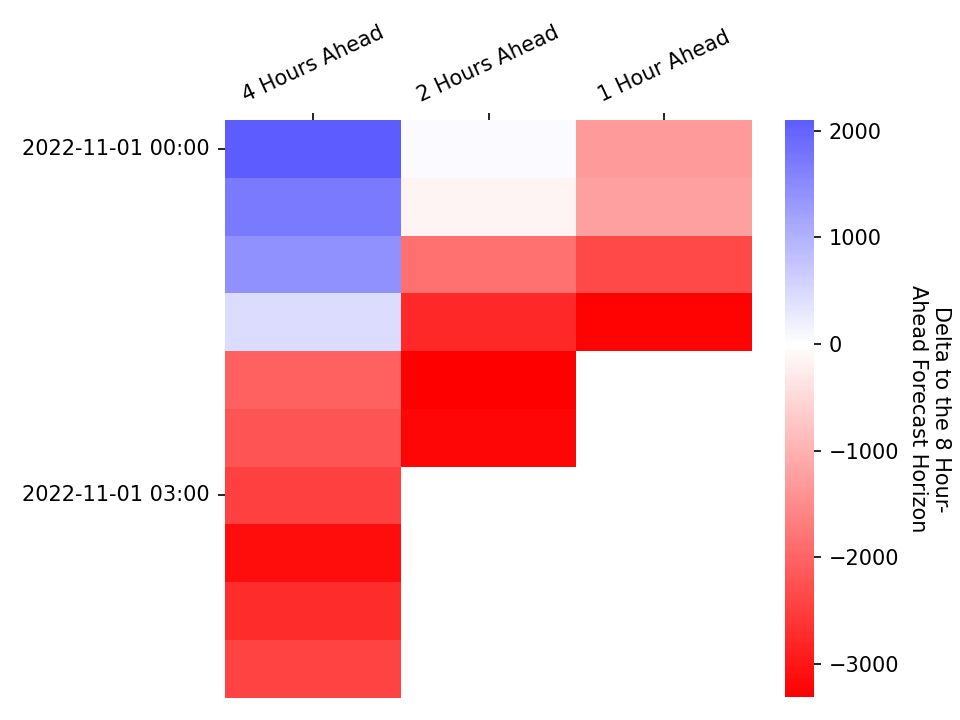 4 Hours Ahead
2 Hours Ahead
1 Hour Ahead
2022-11-01 00:00
2022-11-01 03:00
2000
1000
0
−1000
−2000
−3000
Delta to the 8 Hour-
Ahead Forecast Horizon